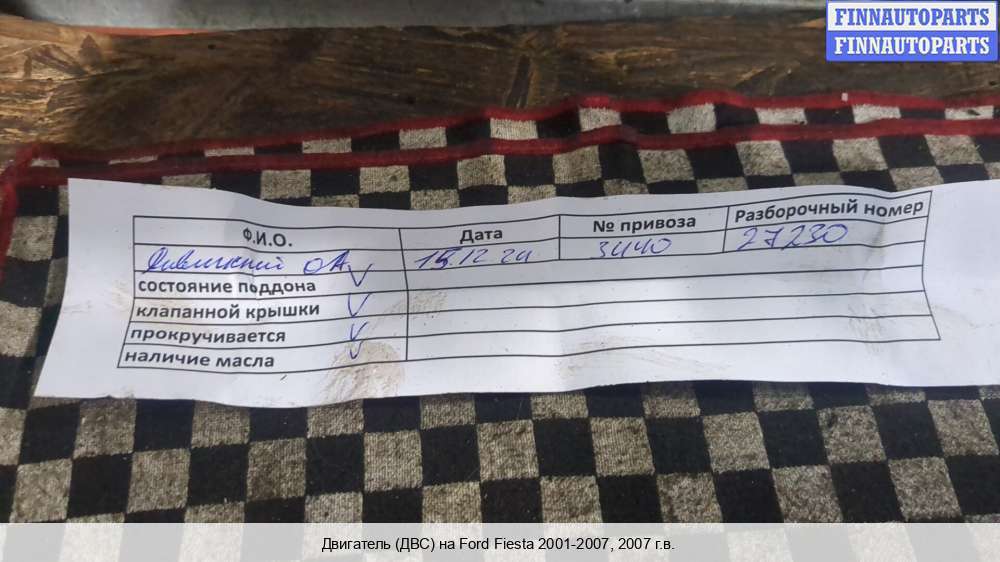 FINNAUTOPARTS
FINNAUTOPARTS
Ф.И.О. Дата № привоза Разборочный номер
ОА 15.12.24 3440 27230
состояние поддона
клапанной крышки
прокручивается
наличие масла
Двигатель (ДВС) на Ford Fiesta 2001-2007, 2007 г.в.